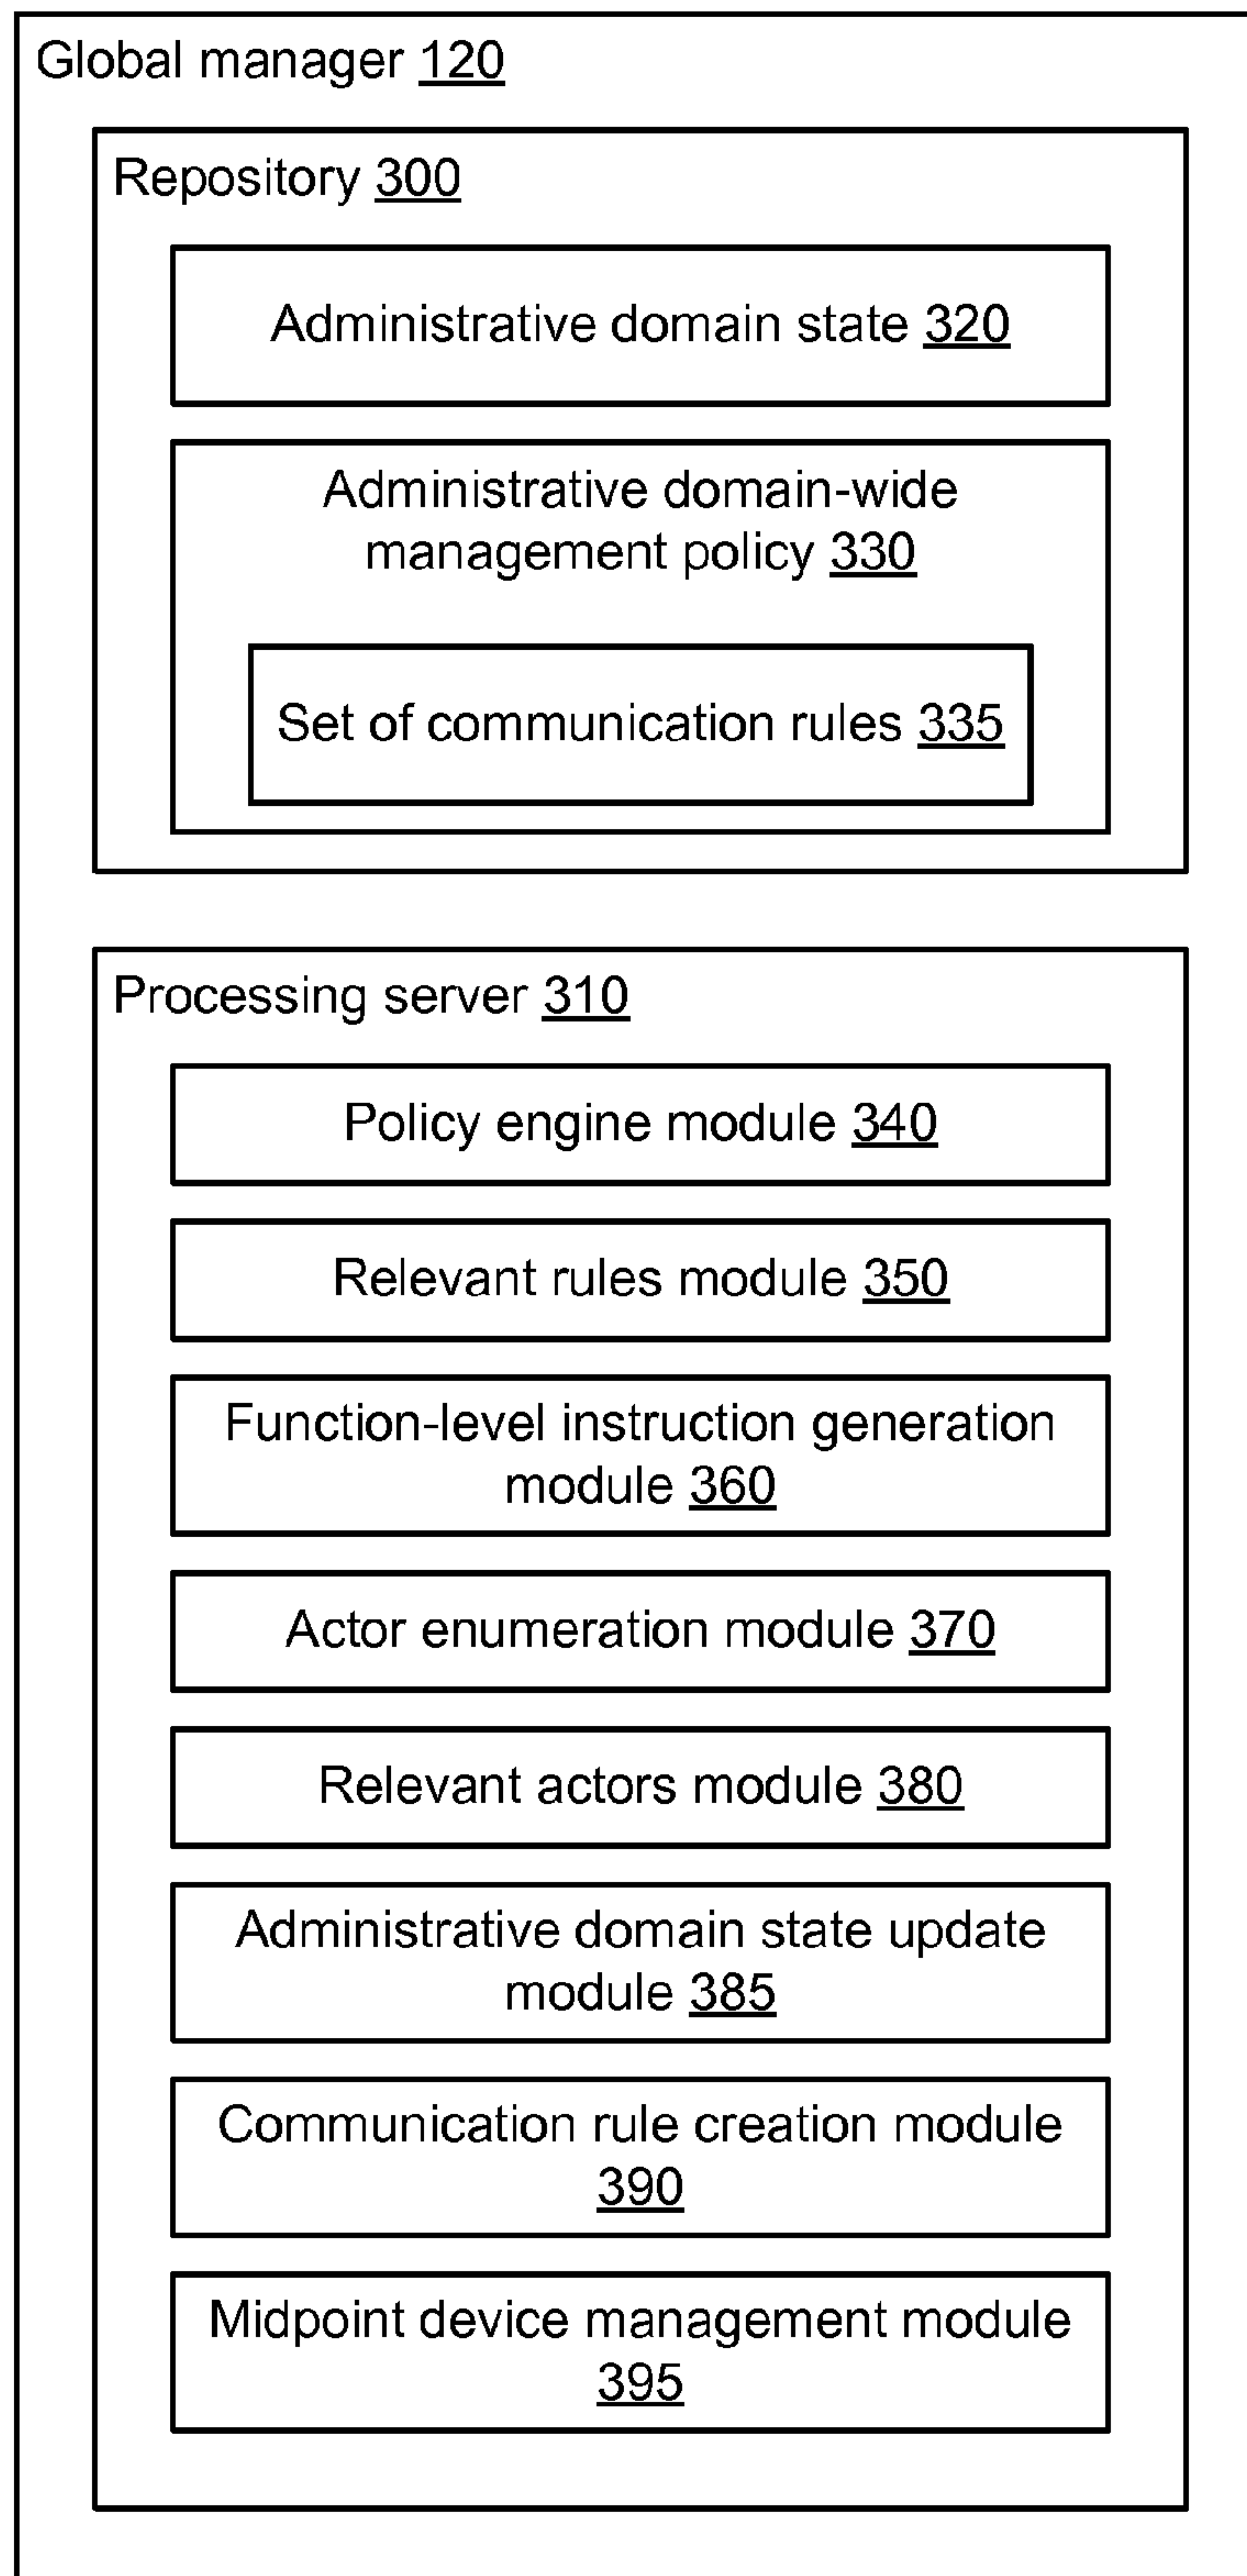 Global manager 120
Repository 300
Administrative domain state 320
Administrative domain-wide
management policy 330
Set of communication rules 335
Processing server 310
Policy engine module 340
Relevant rules module 350
Function-level instruction generation
module 360
Actor enumeration module 370
Relevant actors module 380
Administrative domain state update
module 385
Communication rule creation module
390
Midpoint device management module
395